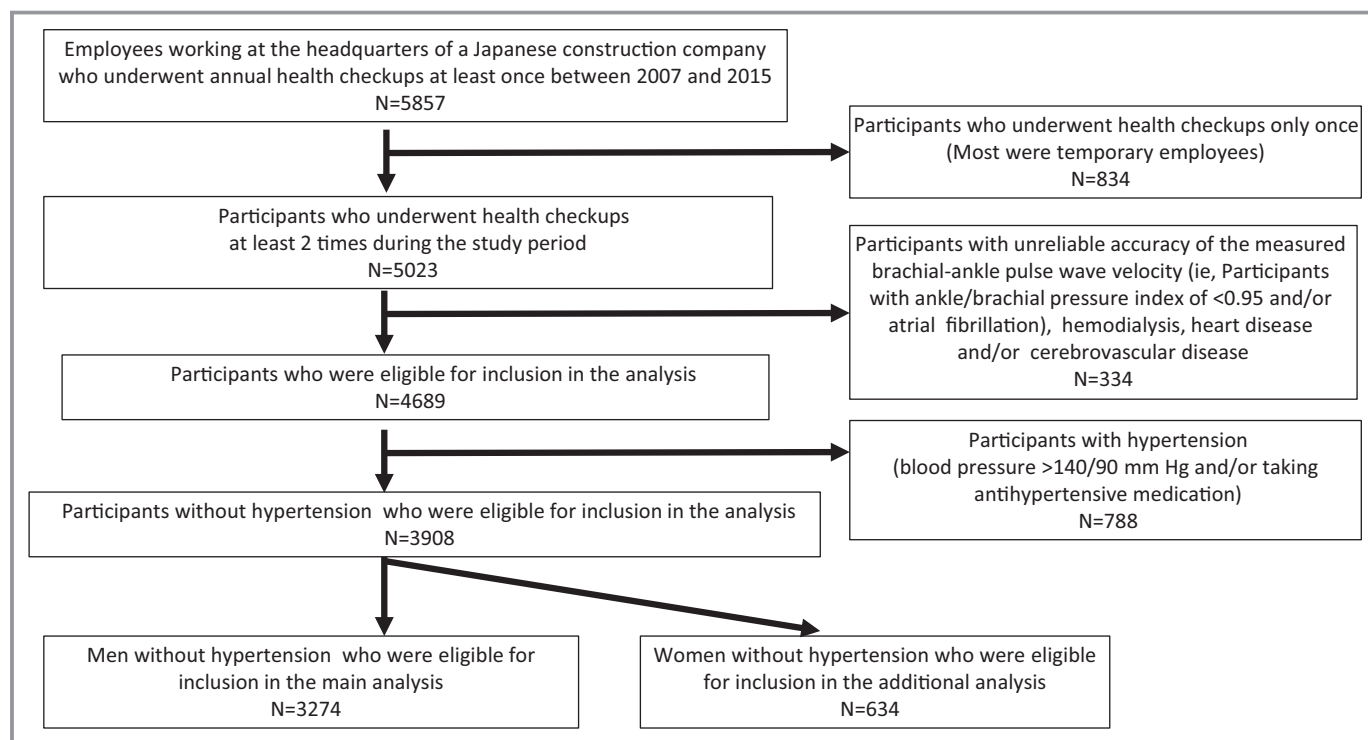 Employees working at the headquarters of a Japanese construction company
who underwent annual health checkups at least once between 2007 and 2015
N=5857
Participants who underwent health checkups only once
(Most were temporary employees)
N=834
Participants who underwent health checkups
at least 2 times during the study period
N=5023
Participants with unreliable accuracy of the measured
brachial-ankle pulse wave velocity (ie, Participants
with ankle/brachial pressure index of <0.95 and/or
atrial fibrillation), hemodialysis, heart disease
and/or cerebrovascular disease
N=334
Participants who were eligible for inclusion in the analysis
N=4689
Participants with hypertension
(blood pressure >140/90 mm Hg and/or taking
antihypertensive medication)
N=788
Participants without hypertension who were eligible for inclusion in the analysis
N=3908
Men without hypertension who were eligible for
inclusion in the main analysis
N=3274
Women without hypertension who were eligible
for inclusion in the additional analysis
N=634